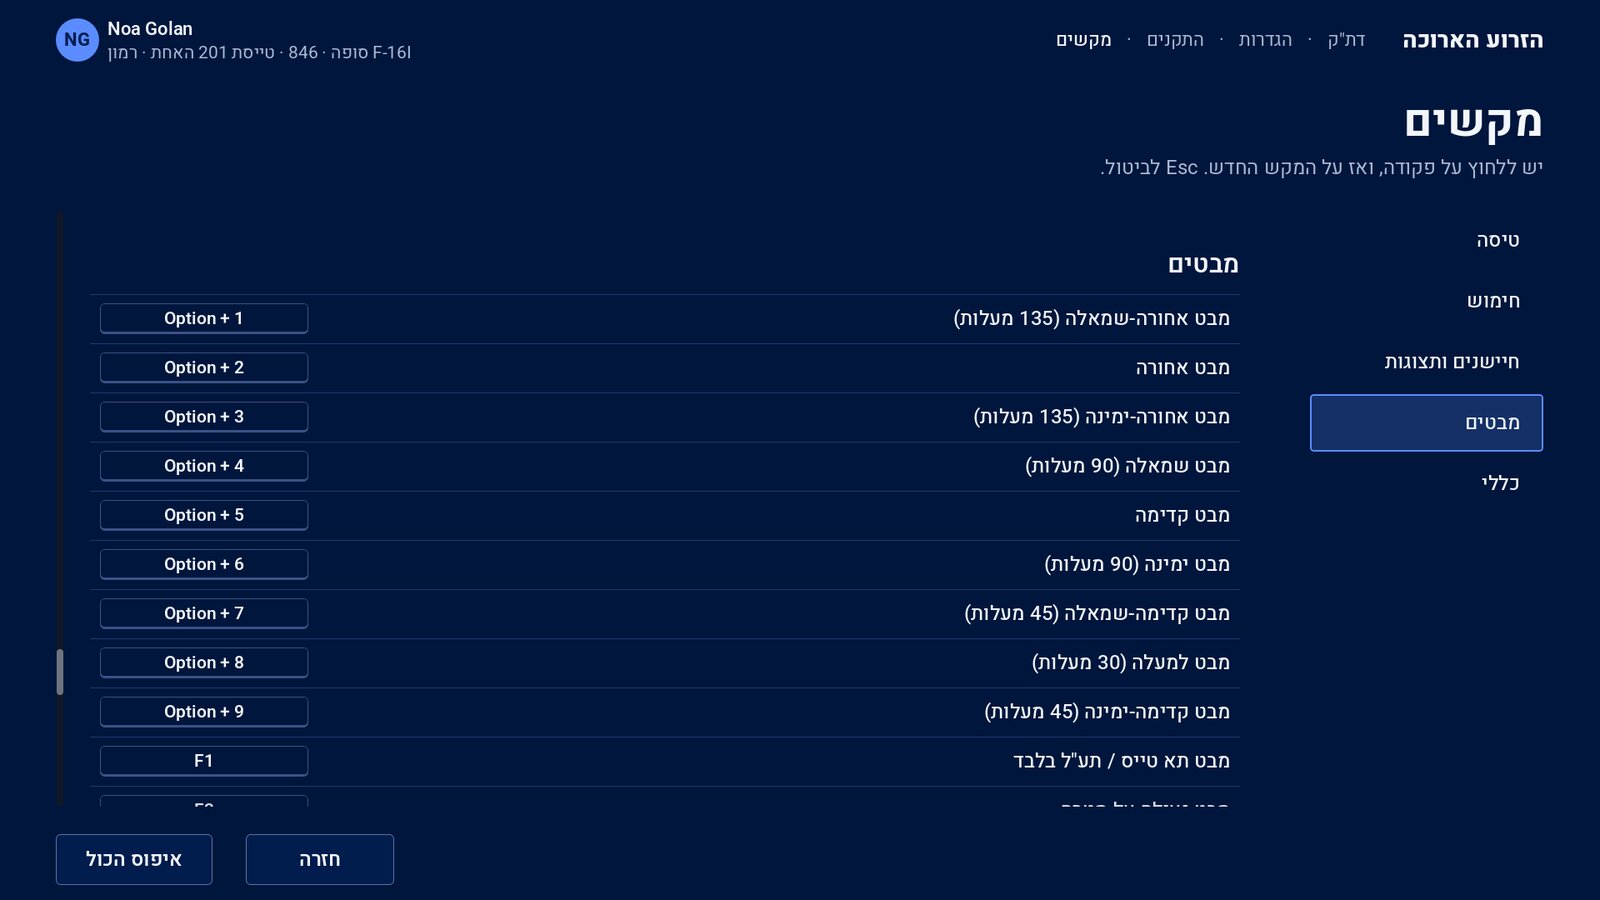 הזרוע הארוכה
דת"ק · הגדרות · התקנים · מקשים
NG
Noa Golan
F-16I סופה · 846 · טייסת 201 האחת · רמון
מקשים
יש ללחוץ על פקודה, ואז על המקש החדש. Esc לביטול.
טיסה
חימוש
חיישנים ותצוגות
מבטים
כללי
מבטים
מבט אחורה-שמאלה (135 מעלות) Option + 1
מבט אחורה Option + 2
מבט אחורה-ימינה (135 מעלות) Option + 3
מבט שמאלה (90 מעלות) Option + 4
מבט קדימה Option + 5
מבט ימינה (90 מעלות) Option + 6
מבט קדימה-שמאלה (45 מעלות) Option + 7
מבט למעלה (30 מעלות) Option + 8
מבט קדימה-ימינה (45 מעלות) Option + 9
מבט תא טייס / תע"ל בלבד F1
חזרה
איפוס הכול